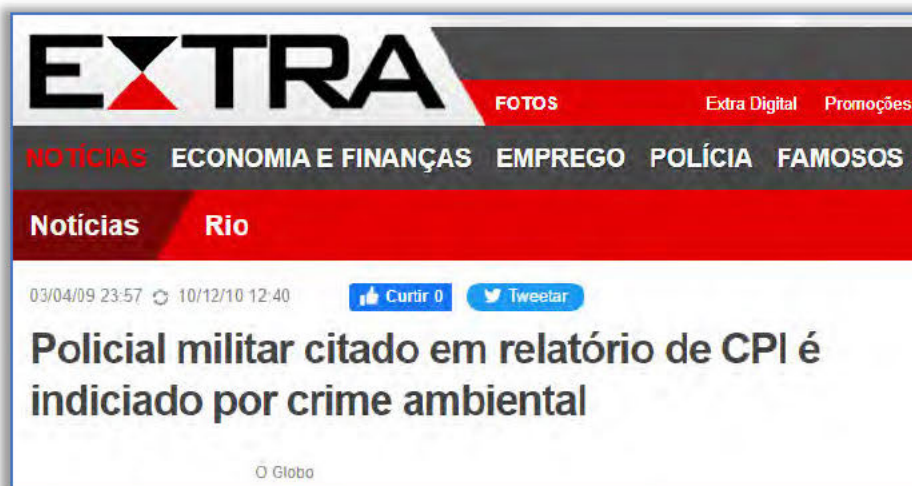 EXTRA
FOTOS Extra Digital Promoções
NOTÍCIAS ECONOMIA E FINANÇAS EMPREGO POLÍCIA FAMOSOS
Notícias Rio
03/04/09 23:57 10/12/10 12:40 Curtir 0 Tweetar
Policial militar citado em relatório de CPI é
indiciado por crime ambiental
O Globo